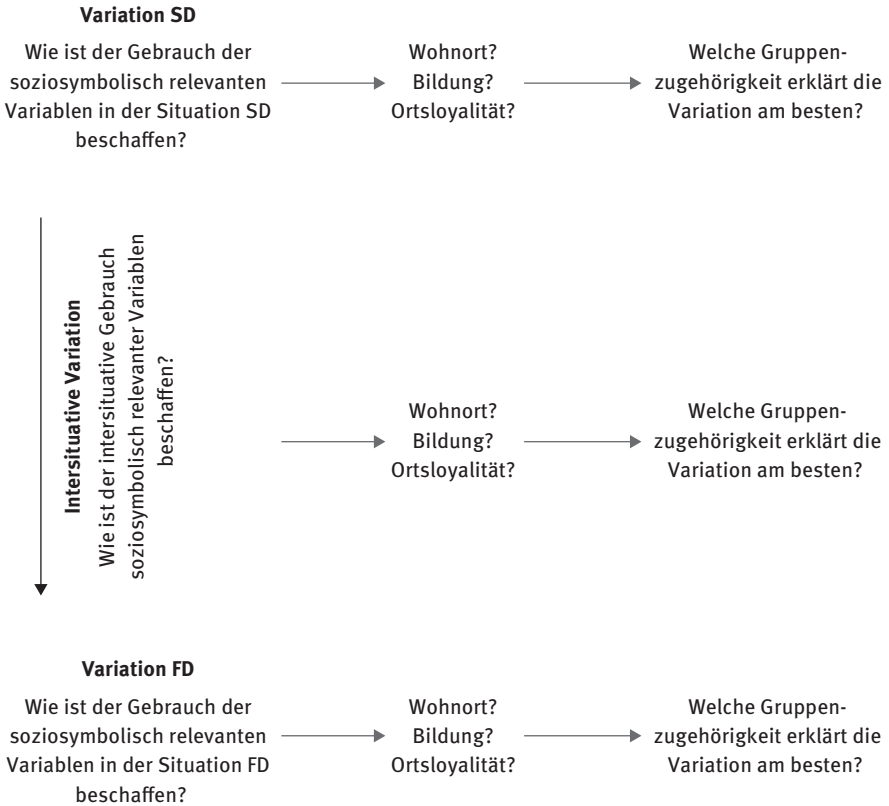 Variation SD
Wie ist der Gebrauch der
soziosymbolisch relevanten
Variablen in der Situation SD
beschaffen?
Wohnort?
Bildung?
Ortsloyalität?
Welche Gruppen-
zugehörigkeit erklärt die
Variation am besten?
Intersituative Variation
Wie ist der intersituative Gebrauch
soziosymbolisch relevanter Variablen
beschaffen?
Wohnort?
Bildung?
Ortsloyalität?
Welche Gruppen-
zugehörigkeit erklärt die
Variation am besten?
Variation FD
Wie ist der Gebrauch der
soziosymbolisch relevanten
Variablen in der Situation FD
beschaffen?
Wohnort?
Bildung?
Ortsloyalität?
Welche Gruppen-
zugehörigkeit erklärt die
Variation am besten?